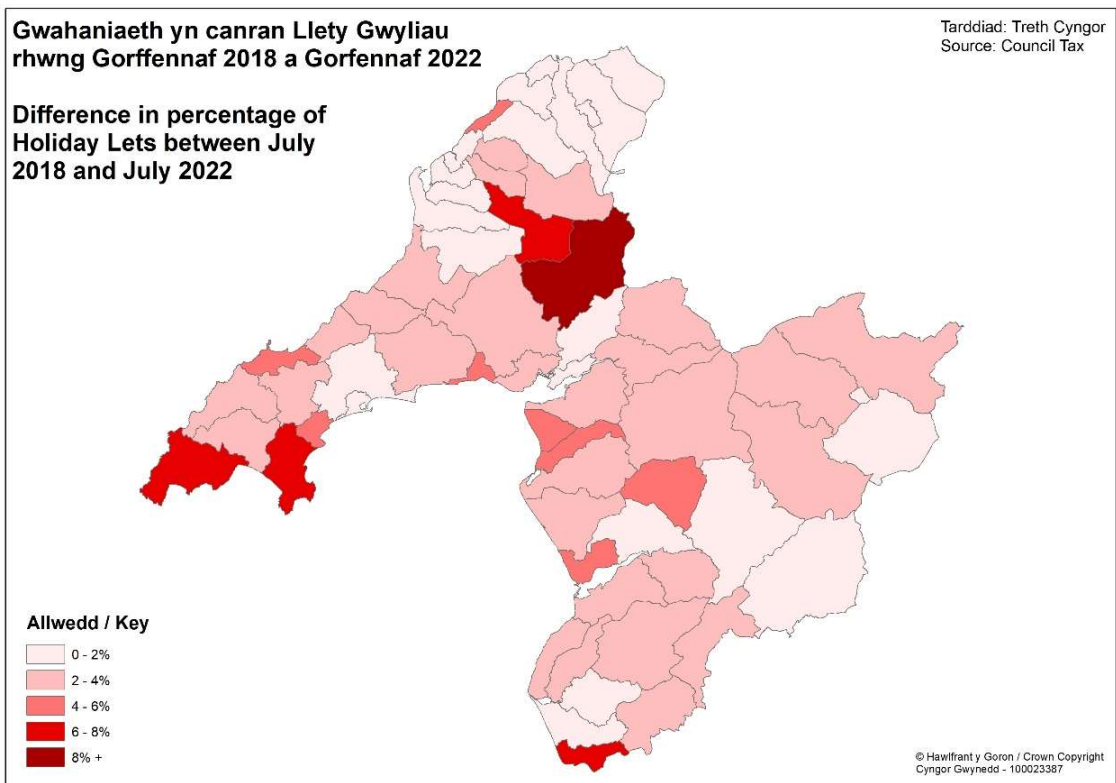 Gwahaniaeth yn canran Llety Gwyliau
rhwng Gorffennaf 2018 a Gorfennaf 2022
Difference in percentage of
Holiday Lets between July
2018 and July 2022
Tarddiad: Treth Cyngor
Source: Council Tax
Allwedd / Key
0 - 2%
2 - 4%
4 - 6%
6 - 8%
8% +
© Hawlfraint y Goron / Crown Copyright
Cyngor Gwynedd - 100023387